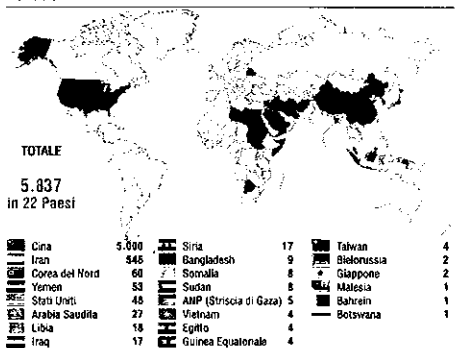 TOTALE
5.837
in 22 Paesi
Cina 5.000
Iran 546
Corea del Nord 60
Yemen 53
Stati Uniti 46
Arabia Saudita 27
Libia 18
Iraq 17
Siria 17
Bangladesh 9
Somalia 8
Sudan 8
ANP (Striscia di Gaza) 5
Vietnam 4
Egitto 4
Guinea Equatoriale 4
Taiwan 4
Bielorussia 2
Giappone 2
Malesia 1
Bahrein 1
Botswana 1